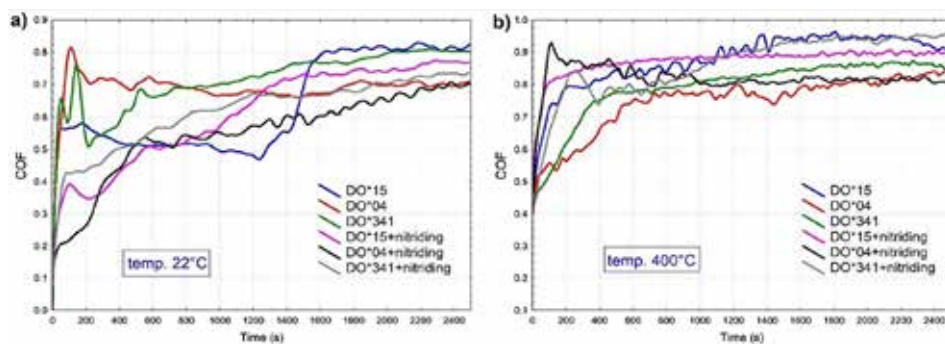 a)
COF
0.9
0.8
0.7
0.6
0.5
0.4
0.3
0.2
0.1
0.0
0 200 400 600 800 1000 1200 1400 1600 1800 2000 2200 2400
Time (s)
temp. 22°C
DO*15
DO*04
DO*341
DO*15+nitriding
DO*04+nitriding
DO*341+nitriding
b)
COF
1.0
0.9
0.8
0.7
0.6
0.5
0.4
0.3
0.2
0.1
0.0
0 200 400 600 800 1000 1200 1400 1600 1800 2000 2200 2400
Time (s)
temp. 400°C
DO*15
DO*04
DO*341
DO*15+nitriding
DO*04+nitriding
DO*341+nitriding